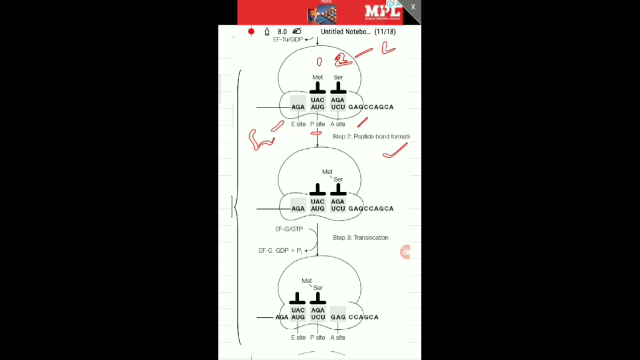 MPL
8.0 Untitled Notebo... (11/18)
EF-Tu/GDP
Met Ser
UAC AGA
AGA AUG UCU GAGCCAGCA
E site P site A site
Step 2: Peptide bond formati
Met
Ser
UAC AGA
AGA AUG UCU GAGCCAGCA
EF-G/GTP
Step 3: Translocation
EF-G. GDP + Pi
Met
Ser
UAC AGA
AGA AUG UCU GAG CCAGCA
E site P site A site